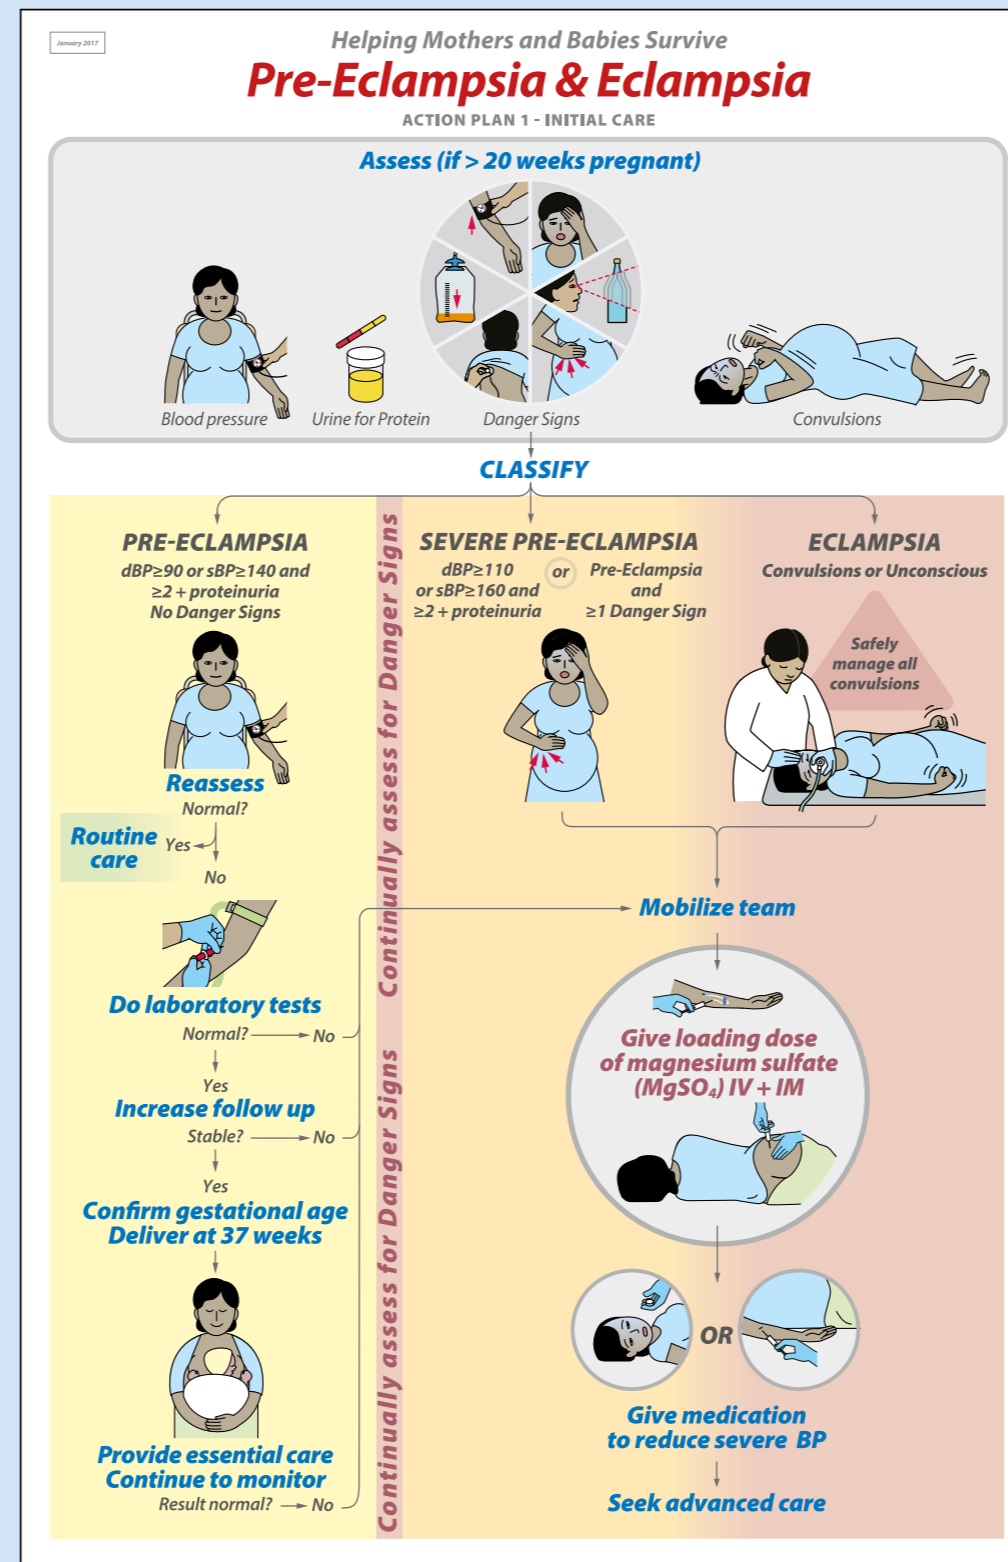 January 2017
Helping Mothers and Babies Survive
Pre-Eclampsia & Eclampsia
ACTION PLAN 1 - INITIAL CARE
Assess (if > 20 weeks pregnant)
Blood pressure
Urine for Protein
Danger Signs
Convulsions
CLASSIFY
PRE-ECLAMPSIA
dBP≥90 or sBP≥140 and
≥2 + proteinuria
No Danger Signs
Reassess
Normal?
Yes
Routine
care
No
Do laboratory tests
Normal?
No
Yes
Increase follow up
Stable?
No
Yes
Confirm gestational age
Deliver at 37 weeks
Provide essential care
Continue to monitor
Result normal?
No
Continually assess for Danger Signs
Continually assess for Danger Signs
SEVERE PRE-ECLAMPSIA
dBP≥110
or sBP≥160 and
≥2 + proteinuria
or
Pre-Eclampsia
and
≥1 Danger Sign
ECLAMPSIA
Convulsions or Unconscious
Safely
manage all
convulsions
Mobilize team
Give loading dose
of magnesium sulfate
(MgSO₄) IV + IM
OR
Give medication
to reduce severe BP
Seek advanced care